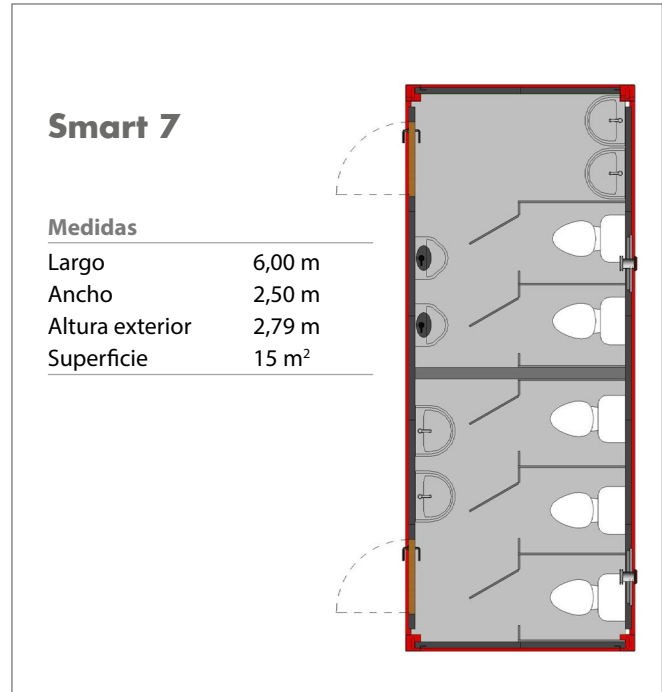 Smart 7
Medidas
Largo 6,00 m
Ancho 2,50 m
Altura exterior 2,79 m
Superficie 15 m²